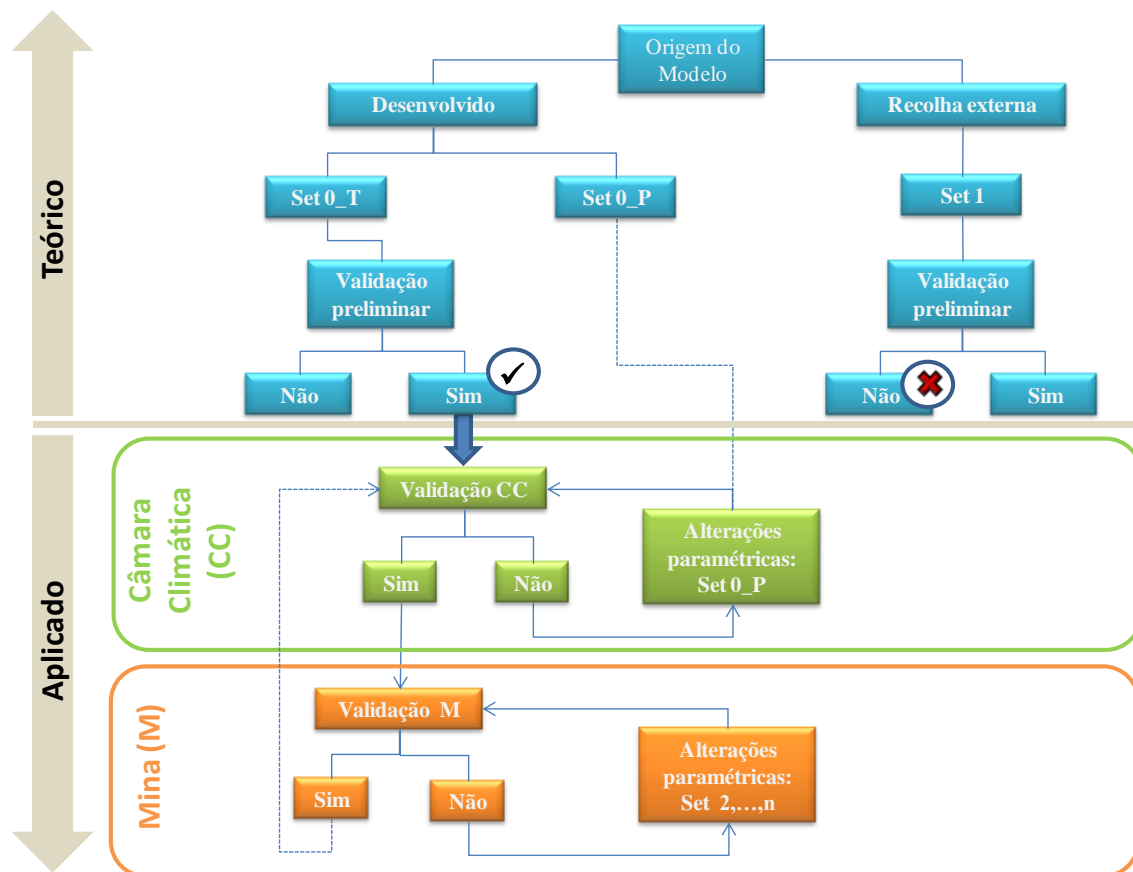 Teórico
Origem do
Modelo
Desenvolvido
Recolha externa
Set 0_T
Set 0_P
Set 1
Validação
preliminar
Validação
preliminar
Não
Sim
Não
Sim
Aplicado
Câmara
Climática
(CC)
Validação CC
Sim
Não
Alterações
paramétricas:
Set 0_P
Mina (M)
Validação M
Sim
Não
Alterações
paramétricas:
Set 2,…,n